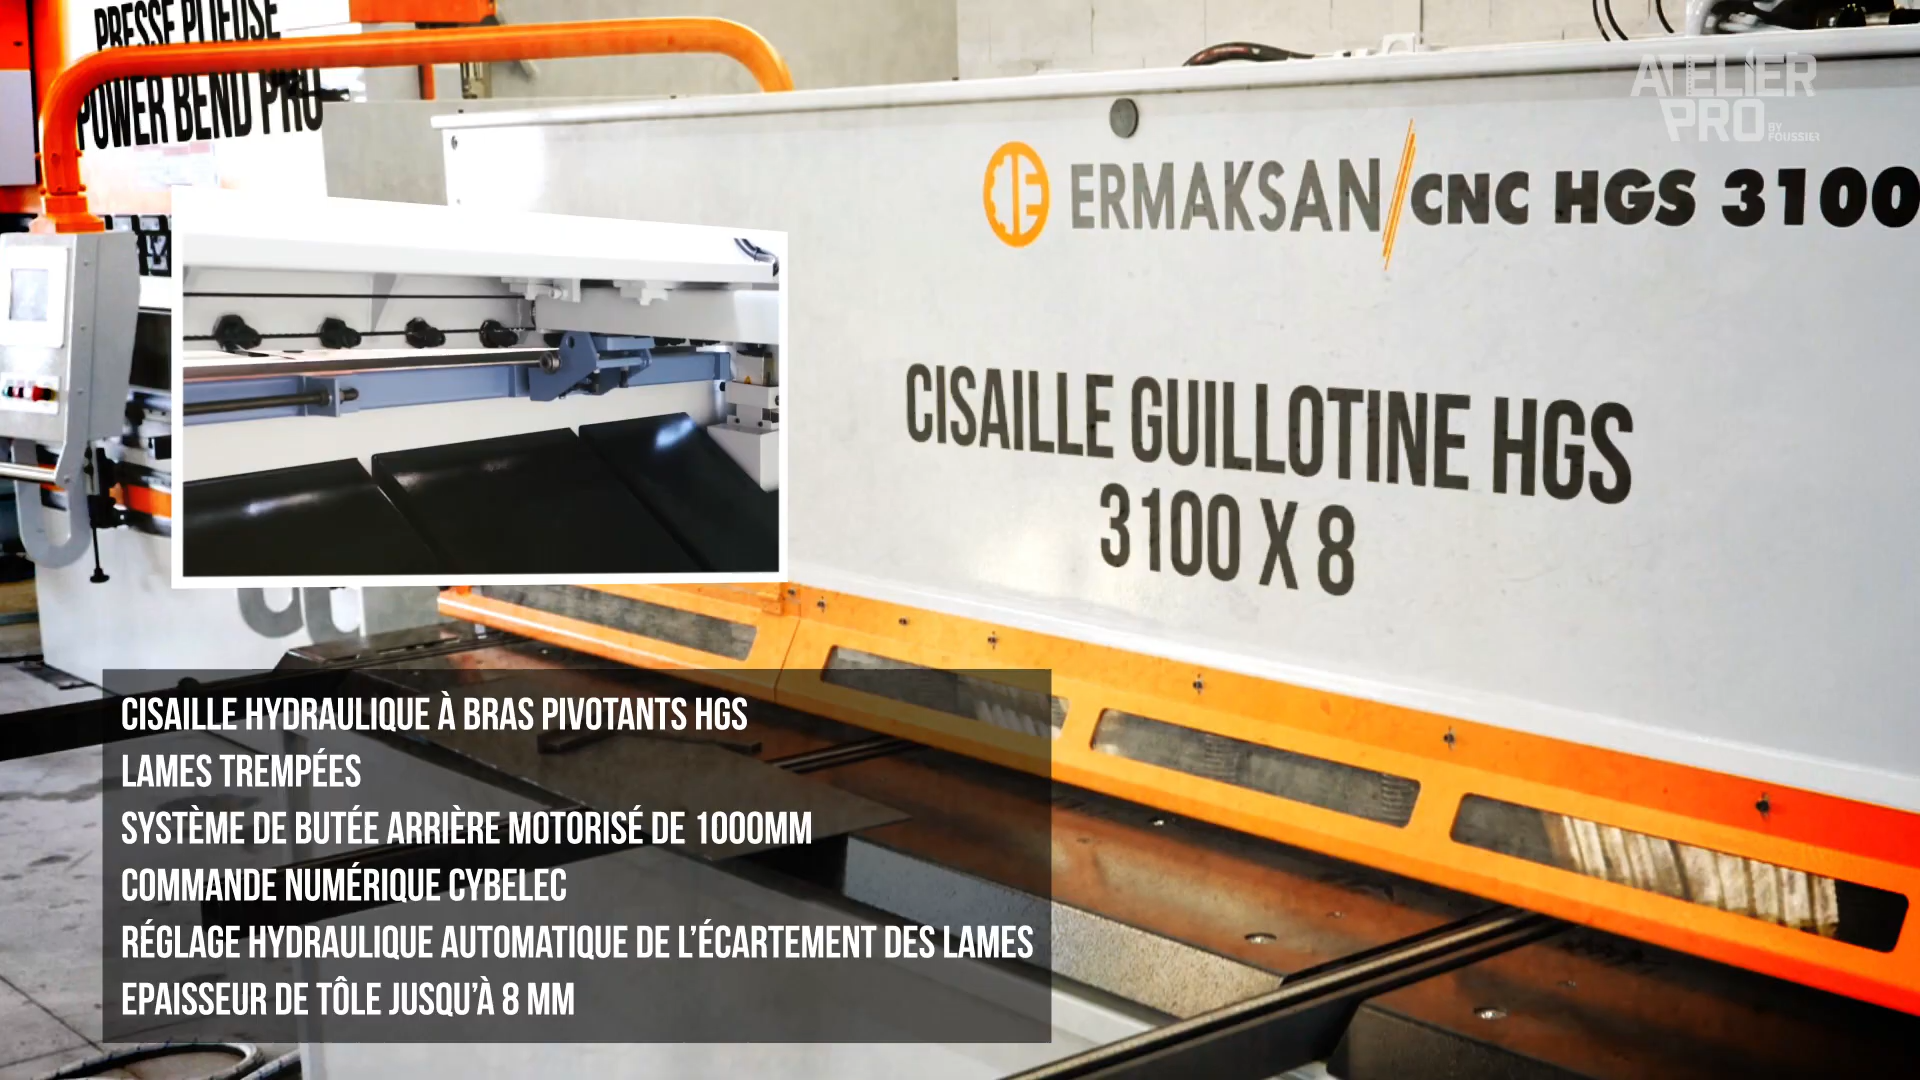 PRESSE PLIEUSE
POWER BEND PRO
ATELIER
PRO BY
FOUSSIER
ERMAKSAN CNC HGS 3100
CISAILLE GUILLOTINE HGS
3100 X 8
CISAILLE HYDRAULIQUE À BRAS PIVOTANTS HGS
LAMES TREMPÉES
SYSTÈME DE BUTÉE ARRIÈRE MOTORISÉ DE 1000MM
COMMANDE NUMÉRIQUE CYBELEC
RÉGLAGE HYDRAULIQUE AUTOMATIQUE DE L'ÉCARTEMENT DES LAMES
EPAISSEUR DE TÔLE JUSQU'À 8 MM